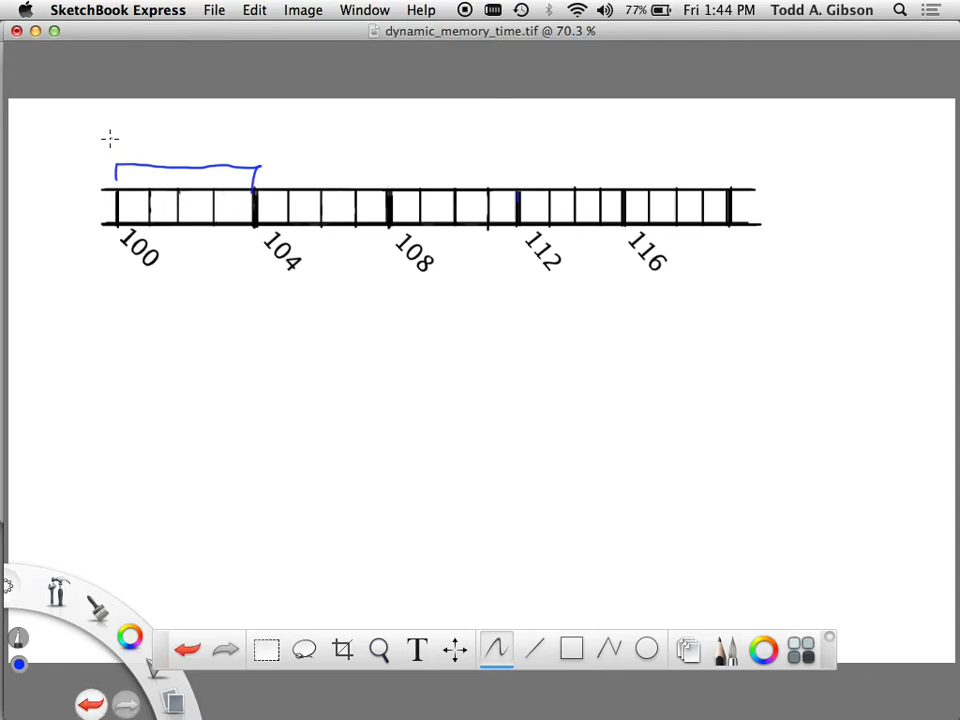 SketchBook Express File Edit Image Window Help 77% Fri 1:44 PM Todd A. Gibson
dynamic_memory_time.tif @ 70.3 %
100 104 108 112 116
T